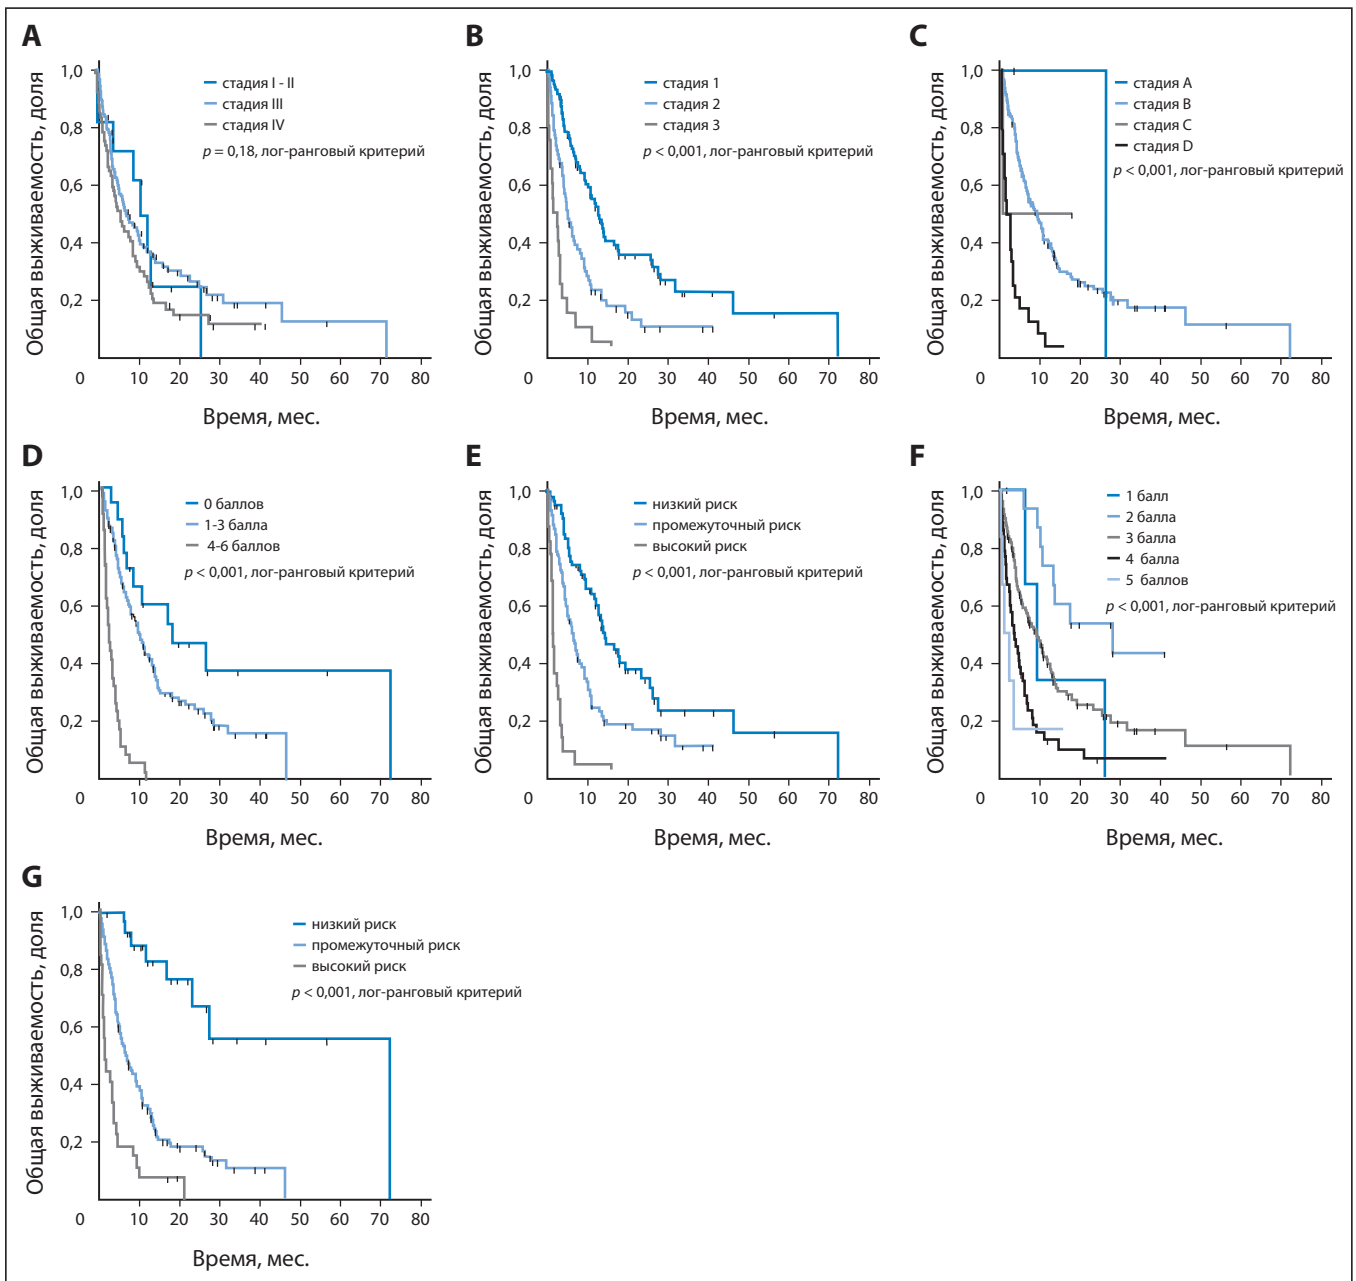 A
Общая выживаемость, доля
1,0
0,8
0,6
0,4
0,2
0 10 20 30 40 50 60 70 80
Время, мес.
стадия I - II
стадия III
стадия IV
p = 0,18, лог-ранговый критерий
B
Общая выживаемость, доля
1,0
0,8
0,6
0,4
0,2
0 10 20 30 40 50 60 70 80
Время, мес.
стадия 1
стадия 2
стадия 3
p < 0,001, лог-ранговый критерий
C
Общая выживаемость, доля
1,0
0,8
0,6
0,4
0,2
0 10 20 30 40 50 60 70 80
Время, мес.
стадия A
стадия B
стадия C
стадия D
p < 0,001, лог-ранговый критерий
D
Общая выживаемость, доля
1,0
0,8
0,6
0,4
0,2
0 10 20 30 40 50 60 70 80
Время, мес.
0 баллов
1-3 балла
4-6 баллов
p < 0,001, лог-ранговый критерий
E
Общая выживаемость, доля
1,0
0,8
0,6
0,4
0,2
0 10 20 30 40 50 60 70 80
Время, мес.
низкий риск
промежуточный риск
высокий риск
p < 0,001, лог-ранговый критерий
F
Общая выживаемость, доля
1,0
0,8
0,6
0,4
0,2
0 10 20 30 40 50 60 70 80
Время, мес.
1 балл
2 балла
3 балла
4 балла
5 баллов
p < 0,001, лог-ранговый критерий
G
Общая выживаемость, доля
1,0
0,8
0,6
0,4
0,2
0 10 20 30 40 50 60 70 80
Время, мес.
низкий риск
промежуточный риск
высокий риск
p < 0,001, лог-ранговый критерий